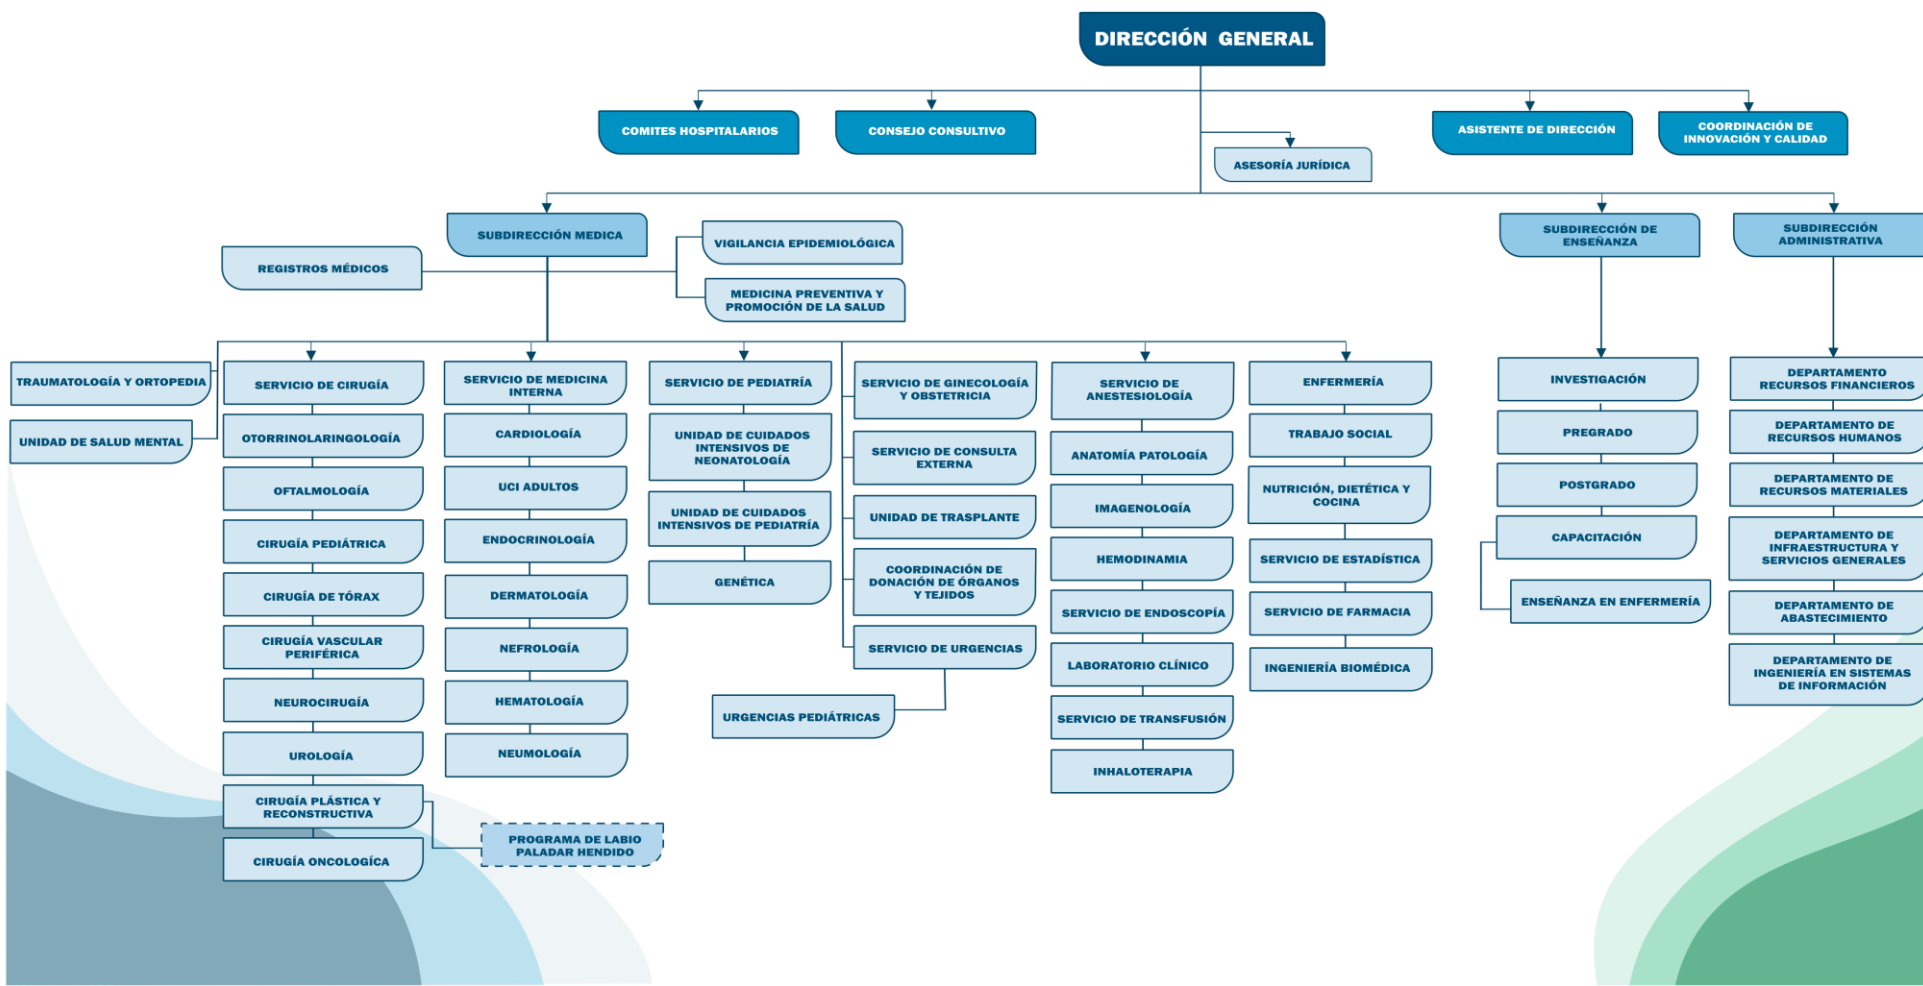 DIRECCIÓN GENERAL
COMITES HOSPITALARIOS
CONSEJO CONSULTIVO
ASISTENTE DE DIRECCIÓN
COORDINACIÓN DE
INNOVACIÓN Y CALIDAD
ASESORÍA JURÍDICA
SUBDIRECCIÓN MEDICA
SUBDIRECCIÓN DE
ENSEÑANZA
SUBDIRECCIÓN
ADMINISTRATIVA
REGISTROS MÉDICOS
VIGILANCIA EPIDEMIOLÓGICA
MEDICINA PREVENTIVA Y
PROMOCIÓN DE LA SALUD
TRAUMATOLOGÍA Y ORTOPEDIA
UNIDAD DE SALUD MENTAL
SERVICIO DE CIRUGÍA
OTORRINOLARINGOLOGÍA
OFTALMOLOGÍA
CIRUGÍA PEDIÁTRICA
CIRUGÍA DE TÓRAX
CIRUGÍA VASCULAR
PERIFÉRICA
NEUROCIRUGÍA
UROLOGÍA
CIRUGÍA PLÁSTICA Y
RECONSTRUCTIVA
CIRUGÍA ONCOLOGÍCA
PROGRAMA DE LABIO
PALADAR HENDIDO
SERVICIO DE MEDICINA
INTERNA
CARDIOLOGÍA
UCI ADULTOS
ENDOCRINOLOGÍA
DERMATOLOGÍA
NEFROLOGÍA
HEMATOLOGÍA
NEUMOLOGÍA
SERVICIO DE PEDIATRÍA
UNIDAD DE CUIDADOS
INTENSIVOS DE
NEONATOLOGÍA
UNIDAD DE CUIDADOS
INTENSIVOS DE PEDIATRÍA
GENÉTICA
SERVICIO DE GINECOLOGÍA
Y OBSTETRICIA
SERVICIO DE CONSULTA
EXTERNA
UNIDAD DE TRASPLANTE
COORDINACIÓN DE
DONACIÓN DE ÓRGANOS
Y TEJIDOS
SERVICIO DE URGENCIAS
URGENCIAS PEDIÁTRICAS
SERVICIO DE
ANESTESIOLOGÍA
ANATOMÍA PATOLOGÍA
IMAGENOLOGÍA
HEMODINAMIA
SERVICIO DE ENDOSCOPÍA
LABORATORIO CLÍNICO
SERVICIO DE TRANSFUSIÓN
INHALOTERAPIA
ENFERMERÍA
TRABAJO SOCIAL
NUTRICIÓN, DIETÉTICA Y
COCINA
SERVICIO DE ESTADÍSTICA
SERVICIO DE FARMACIA
INGENIERÍA BIOMÉDICA
INVESTIGACIÓN
PREGRADO
POSTGRADO
CAPACITACIÓN
ENSEÑANZA EN ENFERMERÍA
DEPARTAMENTO
RECURSOS FINANCIEROS
DEPARTAMENTO DE
RECURSOS HUMANOS
DEPARTAMENTO DE
RECURSOS MATERIALES
DEPARTAMENTO DE
INFRAESTRUCTURA Y
SERVICIOS GENERALES
DEPARTAMENTO DE
ABASTECIMIENTO
DEPARTAMENTO DE
INGENIERÍA EN SISTEMAS
DE INFORMACIÓN